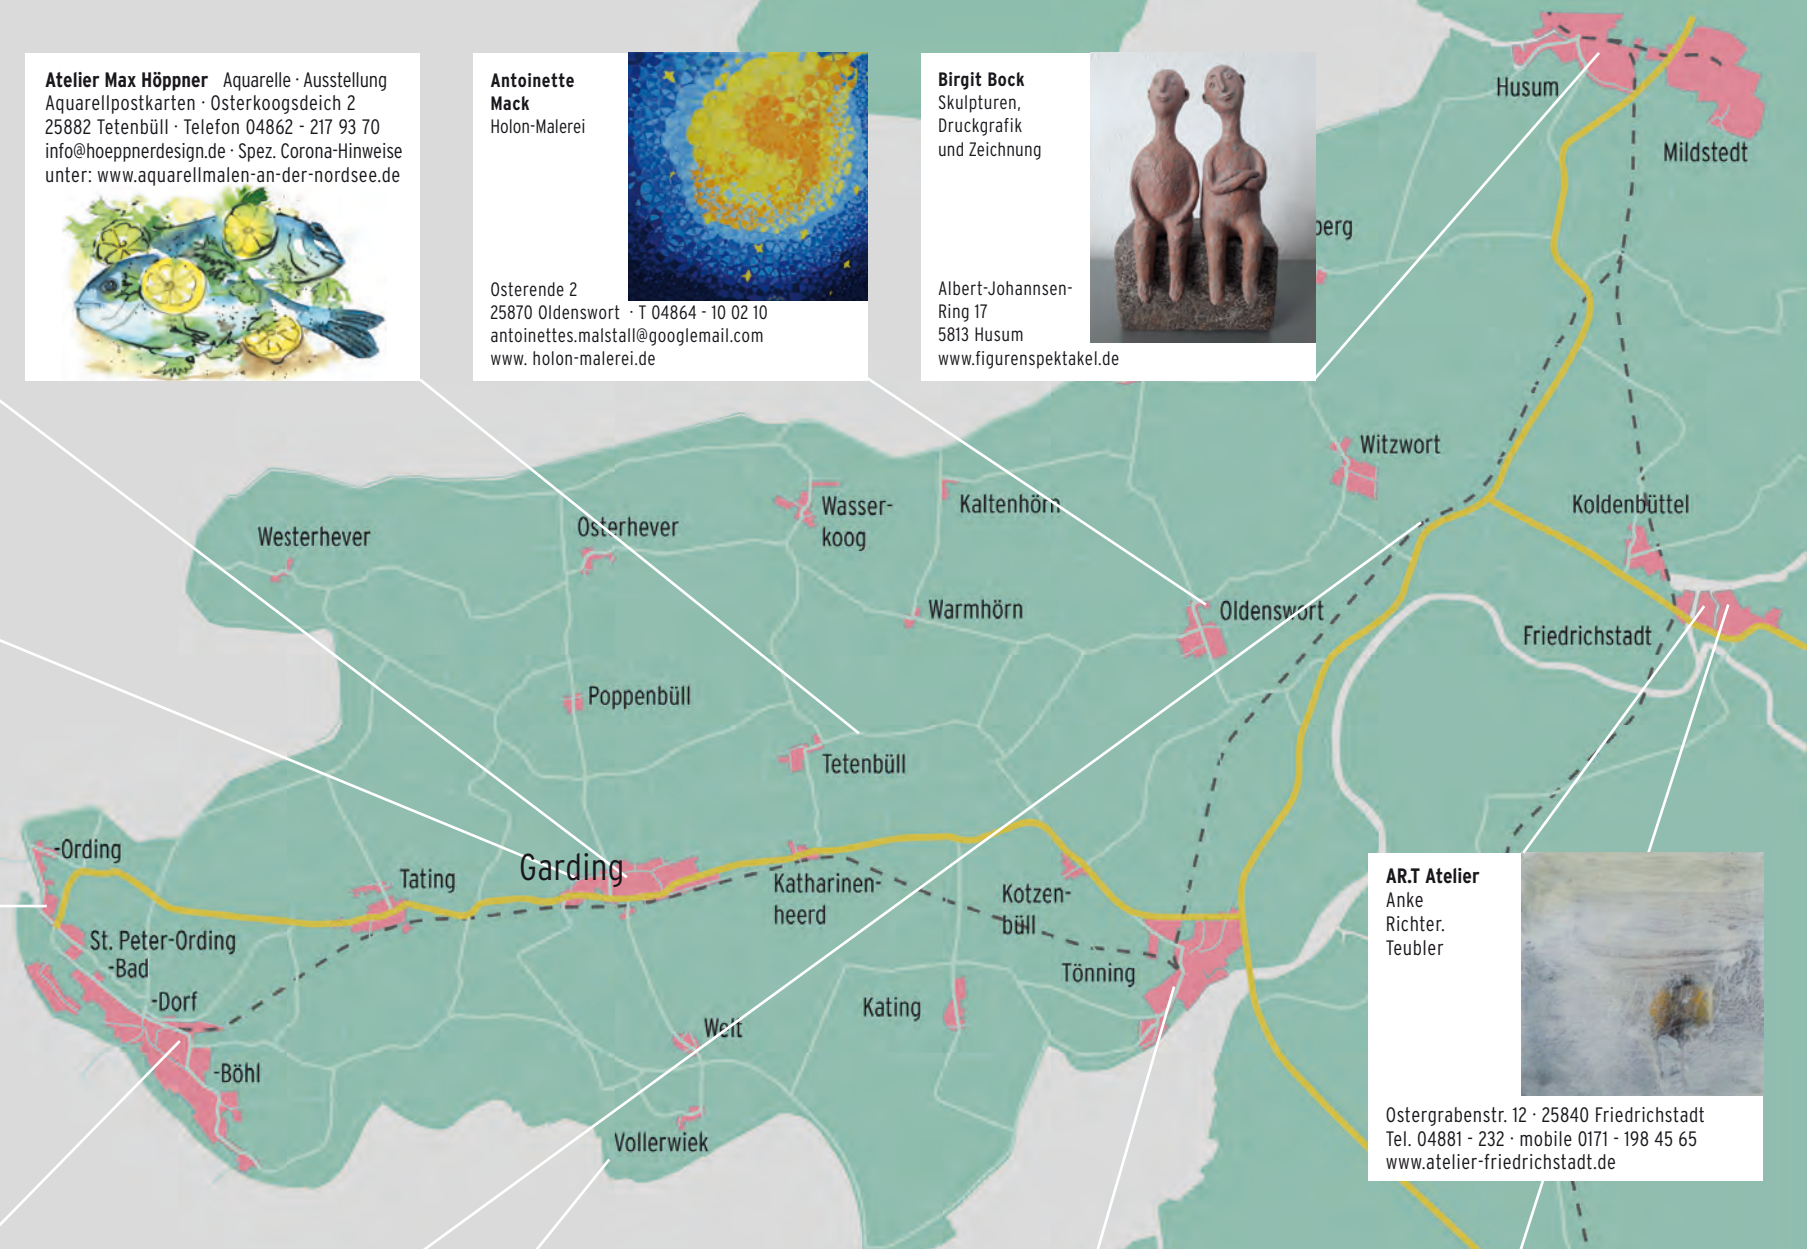 Atelier Max Höppner Aquarelle · Ausstellung
Aquarellpostkarten · Osterkoogsdeich 2
25882 Tetenbüll · Telefon 04862 - 217 93 70
info@hoeppnerdesign.de · Spez. Corona-Hinweise
unter: www.aquarellmalen-an-der-nordsee.de
Antoinette
Mack
Holon-Malerei
Osterende 2
25870 Oldenswort · T 04864 - 10 02 10
antoinettes.malstall@googlemail.com
www. holon-malerei.de
Birgit Bock
Skulpturen,
Druckgrafik
und Zeichnung
Albert-Johannsen-
Ring 17
5813 Husum
www.figurenspektakel.de
Husum
Mildstedt
berg
Witzwort
Koldenbüttel
Wasser-
koog
Kaltenhörn
Westerhever
Osterhever
Warmhörn
Oldenswort
Friedrichstadt
Poppenbüll
Tetenbüll
-Ording
Tating
Garding
Katharinen-
heerd
Kotzen-
büll
St. Peter-Ording
-Bad
-Dorf
-Böhl
Tönning
Kating
Welt
Vollerwiek
AR.T Atelier
Anke
Richter.
Teubler
Ostergrabenstr. 12 · 25840 Friedrichstadt
Tel. 04881 - 232 · mobile 0171 - 198 45 65
www.atelier-friedrichstadt.de